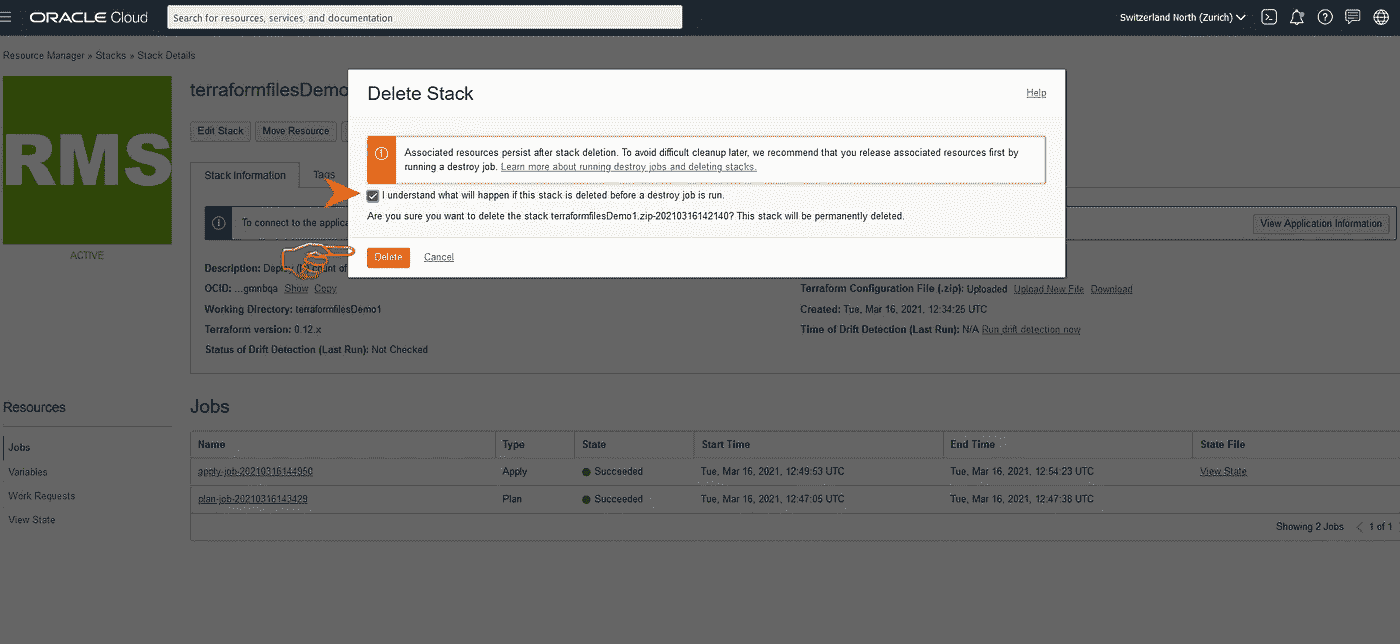 ORACLE Cloud
Search for resources, services, and documentation
Switzerland North (Zurich)
Resource Manager » Stacks » Stack Details
RMS
ACTIVE
terraformfilesDemo
Edit Stack
Move Resource
Stack Information
Tags
Delete Stack
Help
Associated resources persist after stack deletion. To avoid difficult cleanup later, we recommend that you release associated resources first by
running a destroy job. Learn more about running destroy jobs and deleting stacks.
I understand what will happen if this stack is deleted before a destroy job is run.
Are you sure you want to delete the stack terraformfilesDemo1.zip-20210316142140? This stack will be permanently deleted.
Delete
Cancel
To connect to the applica
View Application Information
Description: Deploy count of
OCID: ...gmnbqa Show Copy
Working Directory: terraformfilesDemo1
Terraform version: 0.12.x
Status of Drift Detection (Last Run): Not Checked
Terraform Configuration File (.zip): Uploaded Upload New File Download
Created: Tue, Mar 16, 2021, 12:34:25 UTC
Time of Drift Detection (Last Run): N/A Run drift detection now
Resources
Jobs
Variables
Work Requests
View State
Jobs
Name Type State Start Time End Time State File
apply-job-20210316144950 Apply Succeeded Tue, Mar 16, 2021, 12:49:53 UTC Tue, Mar 16, 2021, 12:54:23 UTC View State
plan-job-20210316143429 Plan Succeeded Tue, Mar 16, 2021, 12:47:05 UTC Tue, Mar 16, 2021, 12:47:38 UTC
Showing 2 Jobs < 1 of 1